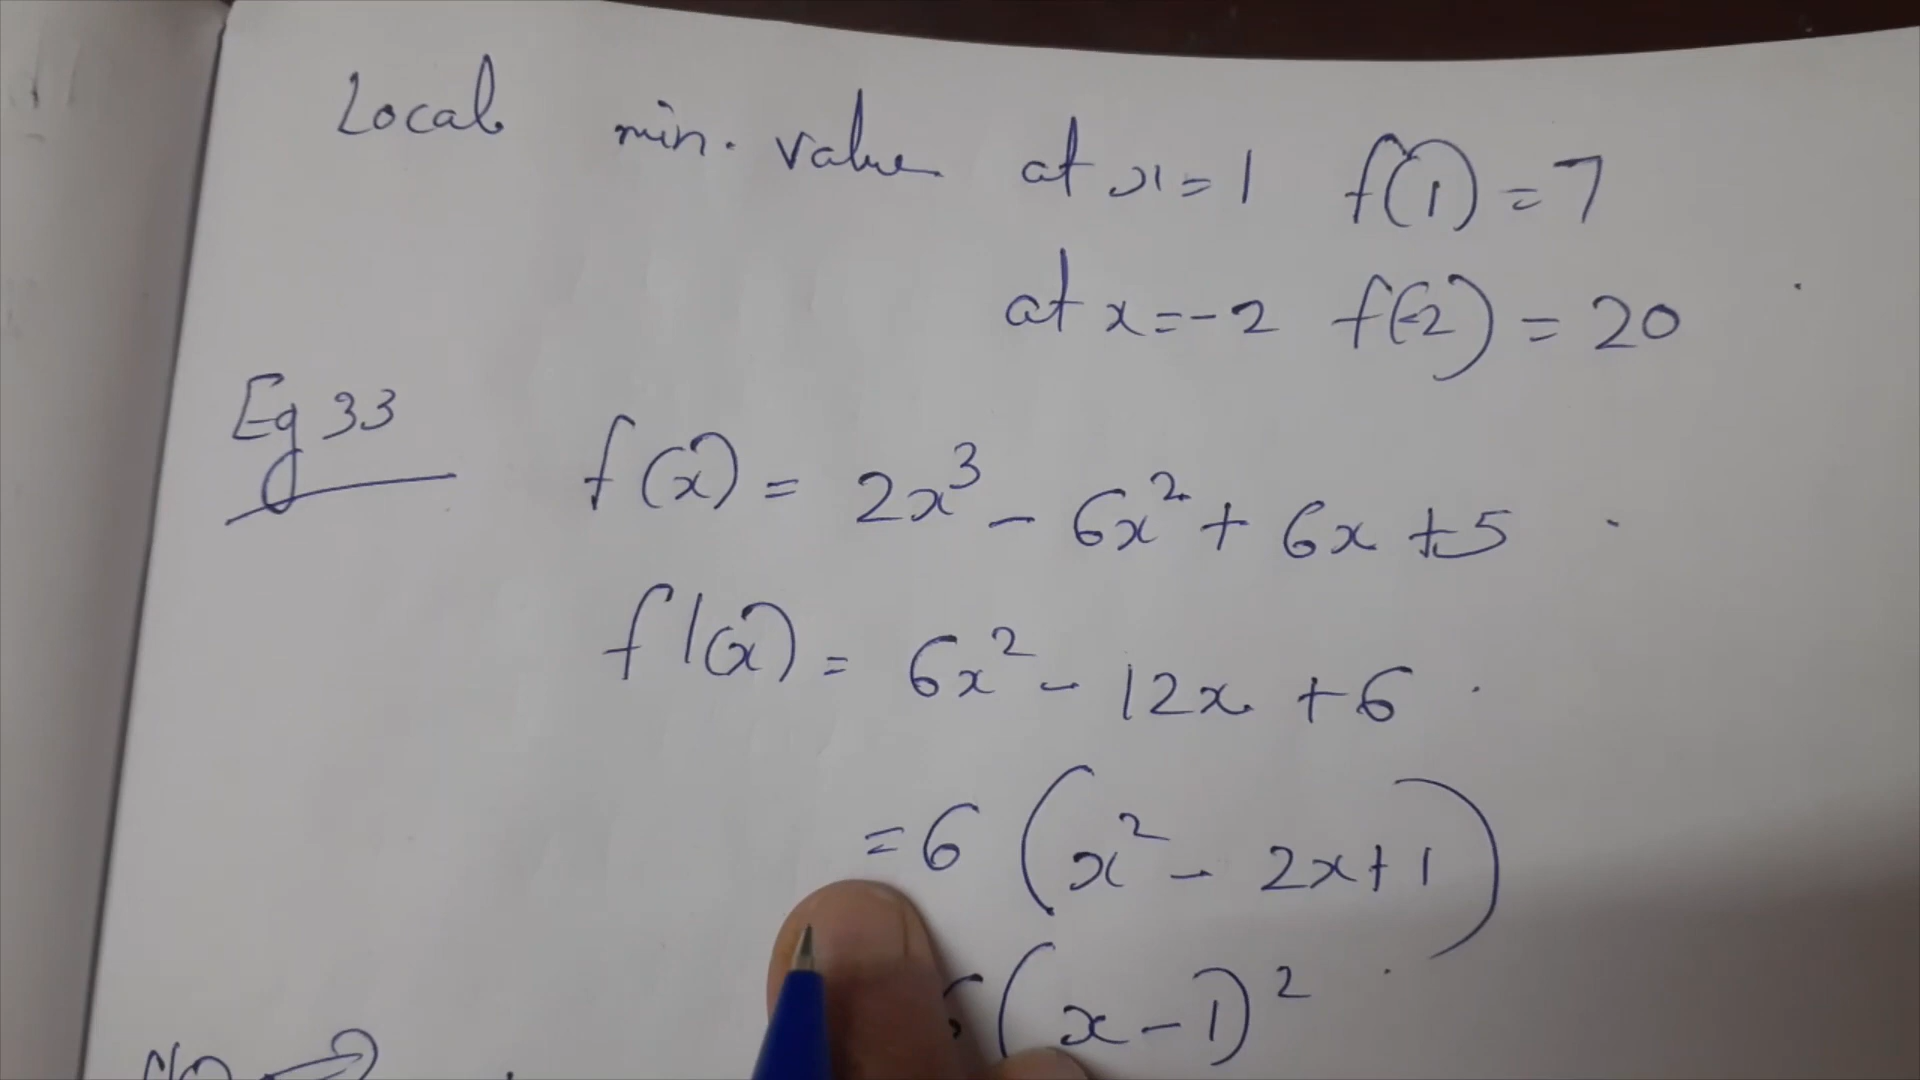 Local min. value at x=1 f(1)=7
at x=-2 f(-2)=20
Eg 33 f(x) = 2x³ - 6x² + 6x +5
f'(x) = 6x² - 12x +6
=6 (x² - 2x+1)
(x-1)²